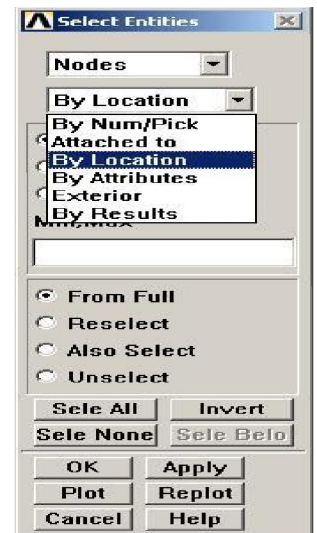 Select Entities
Nodes
By Location
By Num/Pick
Attached to
By Location
By Attributes
Exterior
By Results
Min,Max
From Full
Reselect
Also Select
Unselect
Sele All Invert
Sele None Sele Belo
OK Apply
Plot Replot
Cancel Help